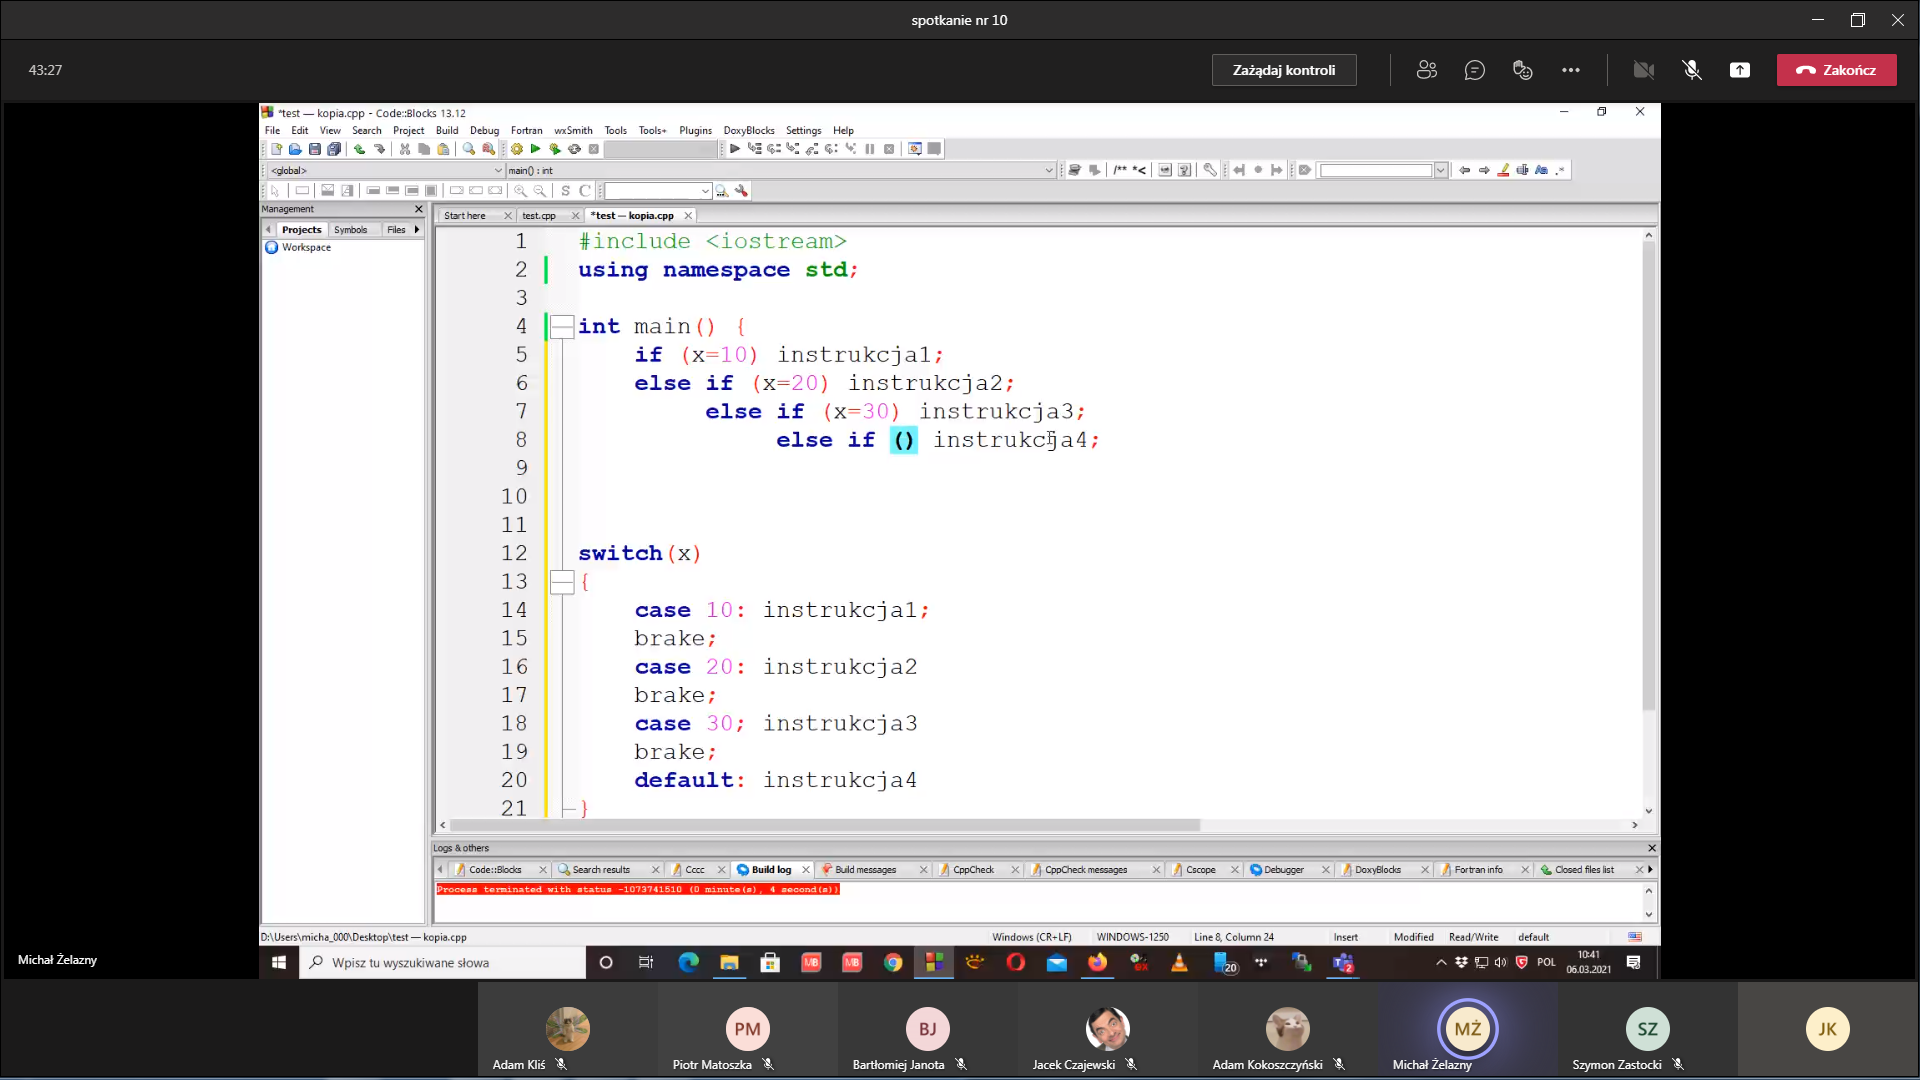 spotkanie nr 10
43:27
Zażądaj kontroli
Zakończ
*test — kopia.cpp - Code::Blocks 13.12
File Edit View Search Project Build Debug Fortran wxSmith Tools Tools+ Plugins DoxyBlocks Settings Help
<global>
main() : int
/** *<
S C
Management
Projects Symbols Files
Workspace
Start here
test.cpp
*test — kopia.cpp
1 #include <iostream>
2 using namespace std;
3
4 int main() {
5 if (x=10) instrukcja1;
6 else if (x=20) instrukcja2;
7 else if (x=30) instrukcja3;
8 else if () instrukcja4;
9
10
11
12 switch(x)
13 {
14 case 10: instrukcja1;
15 brake;
16 case 20: instrukcja2
17 brake;
18 case 30; instrukcja3
19 brake;
20 default: instrukcja4
21 }
Logs & others
Code::Blocks Search results Cccc Build log Build messages CppCheck CppCheck messages Cscope Debugger DoxyBlocks Fortran info Closed files list
Process terminated with status -1073741510 (0 minute(s), 4 second(s))
D:\Users\micha_000\Desktop\test — kopia.cpp Windows (CR+LF) WINDOWS-1250 Line 8, Column 24 Insert Modified Read/Write default
Wpisz tu wyszukiwane słowa
MB
MB
20
2
POL
10:41
06.03.2021
Michał Żelazny
PM
BJ
MŻ
SZ
JK
Adam Kliś
Piotr Matoszka
Bartłomiej Janota
Jacek Czajewski
Adam Kokoszczyński
Michał Żelazny
Szymon Zastocki